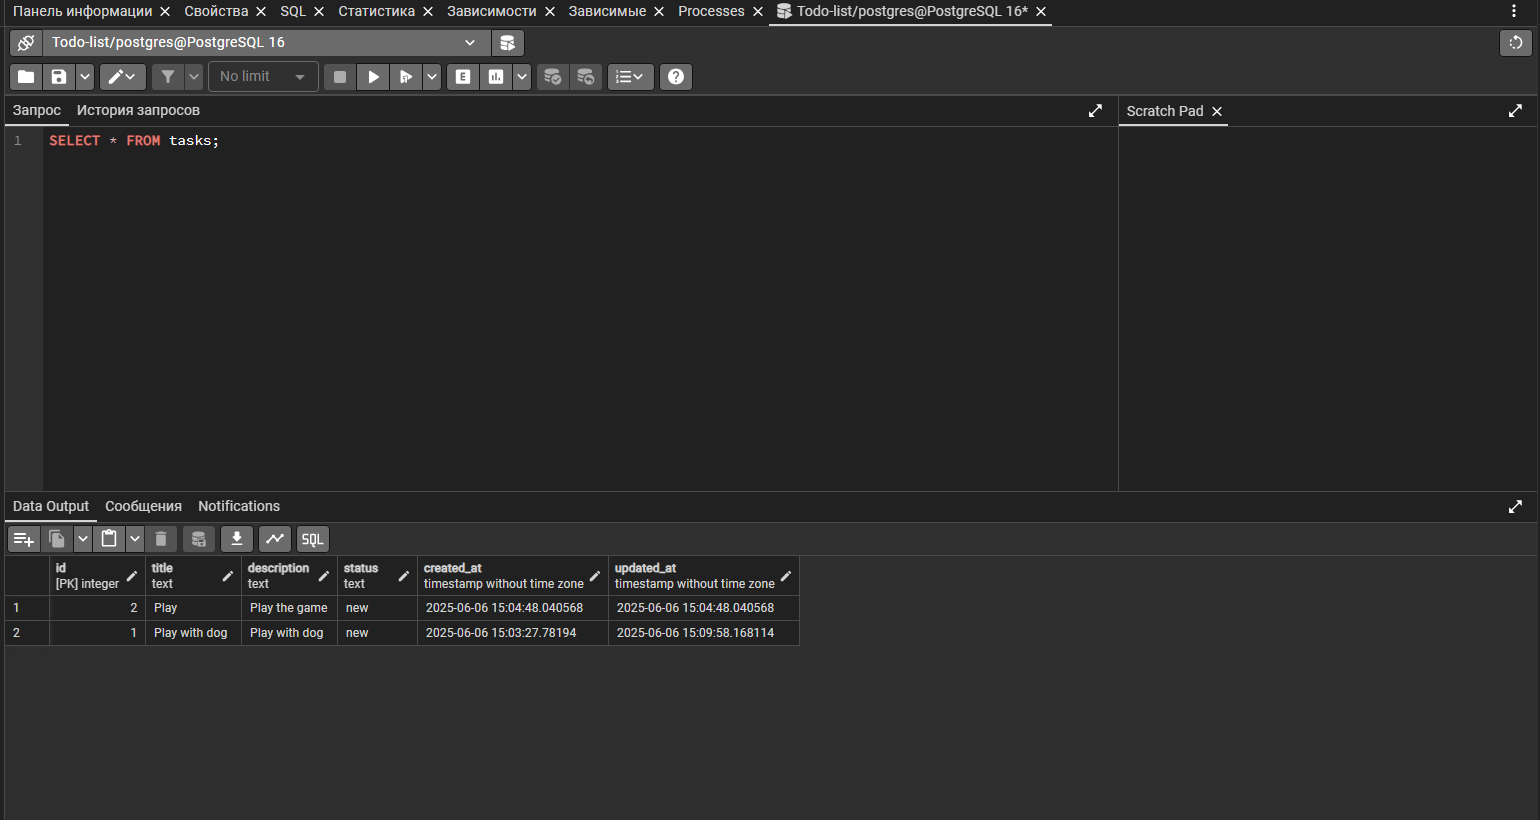 Панель информации Свойства SQL Статистика Зависимости Зависимые Processes Todo-list/postgres@PostgreSQL 16*
Todo-list/postgres@PostgreSQL 16
No limit E
Запрос История запросов Scratch Pad
1 SELECT * FROM tasks;
Data Output Сообщения Notifications
SQL
id title description status created_at updated_at
[PK] integer text text text timestamp without time zone timestamp without time zone
1 2 Play Play the game new 2025-06-06 15:04:48.040568 2025-06-06 15:04:48.040568
2 1 Play with dog Play with dog new 2025-06-06 15:03:27.78194 2025-06-06 15:09:58.168114